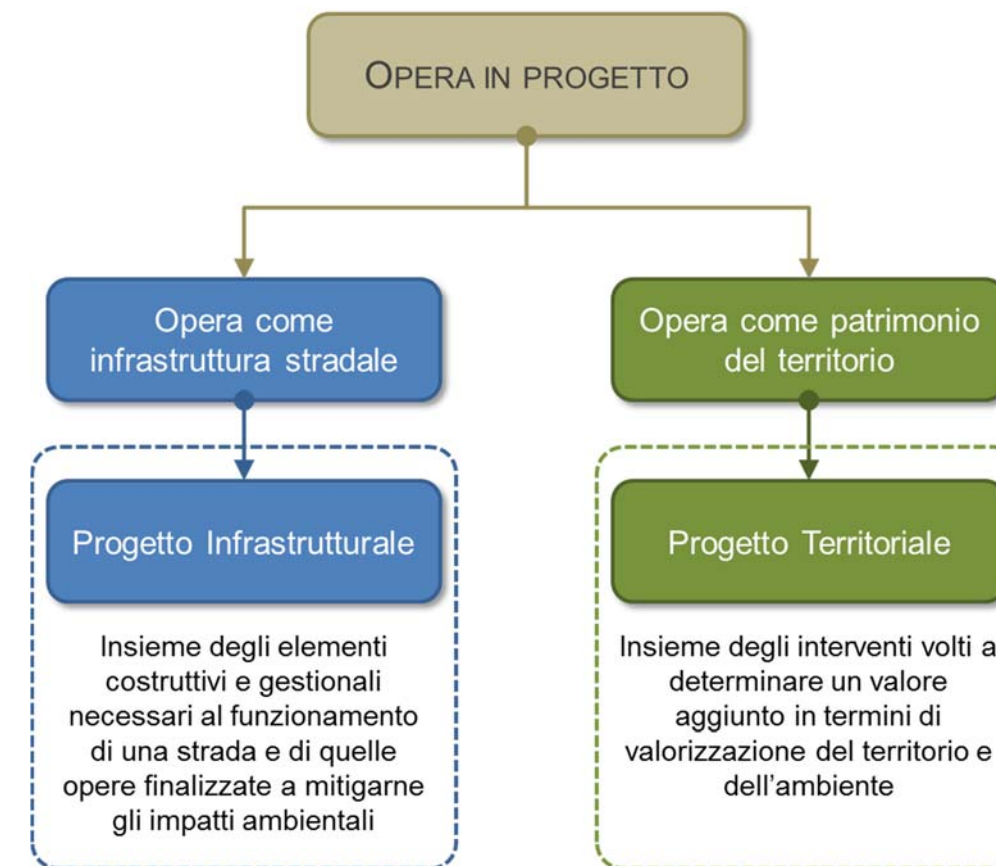 OPERA IN PROGETTO
Opera come
infrastruttura stradale
Opera come patrimonio
del territorio
Progetto Infrastrutturale
Progetto Territoriale
Insieme degli elementi
costruttivi e gestionali
necessari al funzionamento
di una strada e di quelle
opere finalizzate a mitigarne
gli impatti ambientali
Insieme degli interventi volti a
determinare un valore
aggiunto in termini di
valorizzazione del territorio e
dell’ambiente